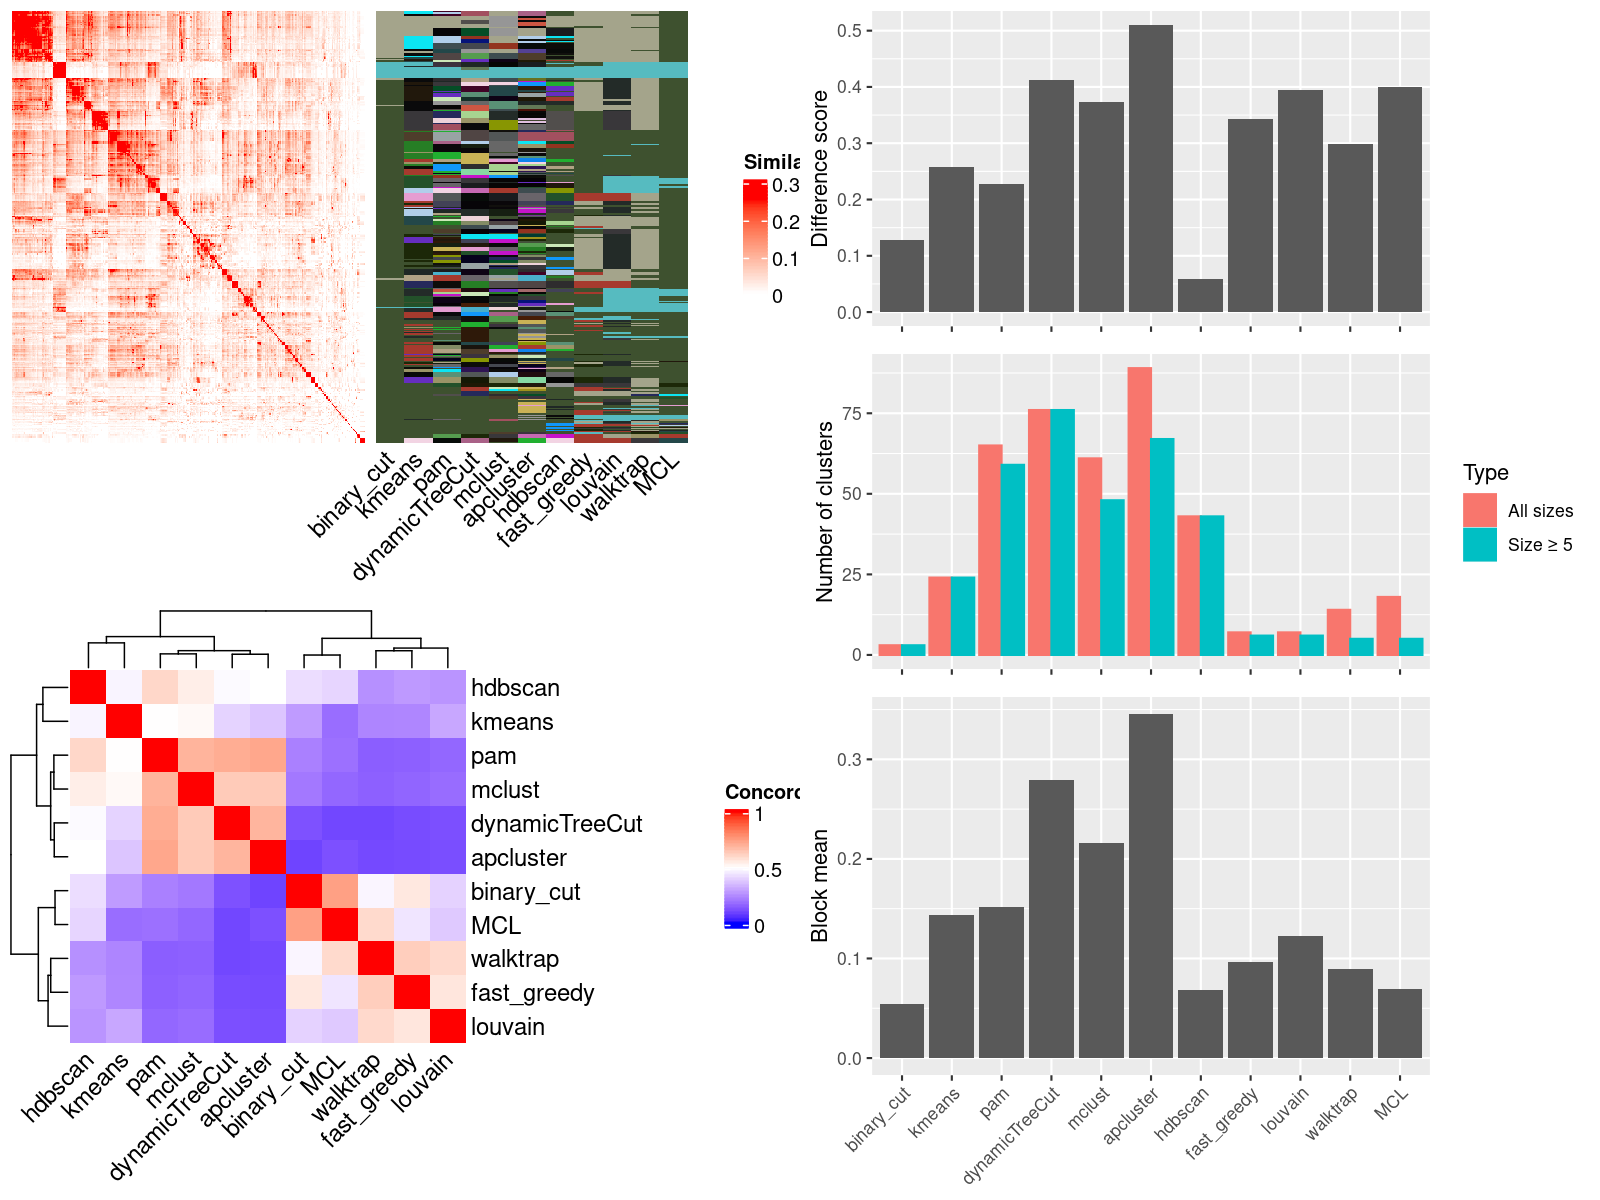 Simila
0.3
0.2
0.1
0
binary_cut
kmeans
pam
dynamicTreeCut
mclust
apcluster
hdbscan
fast_greedy
louvain
walktrap
MCL
hdbscan
kmeans
pam
mclust
dynamicTreeCut
apcluster
binary_cut
MCL
walktrap
fast_greedy
louvain
hdbscan
kmeans
pam
mclust
dynamicTreeCut
apcluster
binary_cut
MCL
walktrap
fast_greedy
louvain
Concord
1
0.5
0
Difference score
0.5
0.4
0.3
0.2
0.1
0.0
Number of clusters
75
50
25
0
Type
All sizes
Size ≥ 5
Block mean
0.3
0.2
0.1
0.0
binary_cut
kmeans
pam
dynamicTreeCut
mclust
apcluster
hdbscan
fast_greedy
louvain
walktrap
MCL